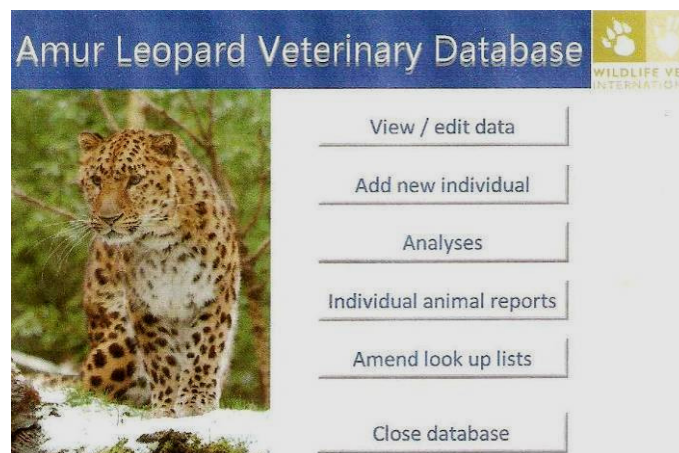 Amur Leopard Veterinary Database
WILDLIFE VE
INTERNATION
View / edit data
Add new individual
Analyses
Individual animal reports
Amend look up lists
Close database